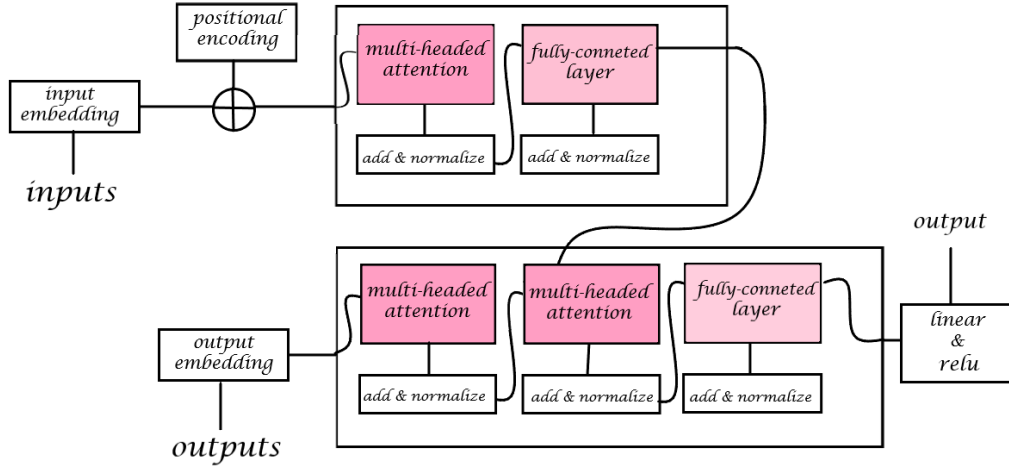 positional
encoding
input
embedding
inputs
multi-headed
attention
add & normalize
fully-conneted
layer
add & normalize
output
embedding
outputs
multi-headed
attention
add & normalize
multi-headed
attention
add & normalize
fully-conneted
layer
add & normalize
output
linear
&
relu